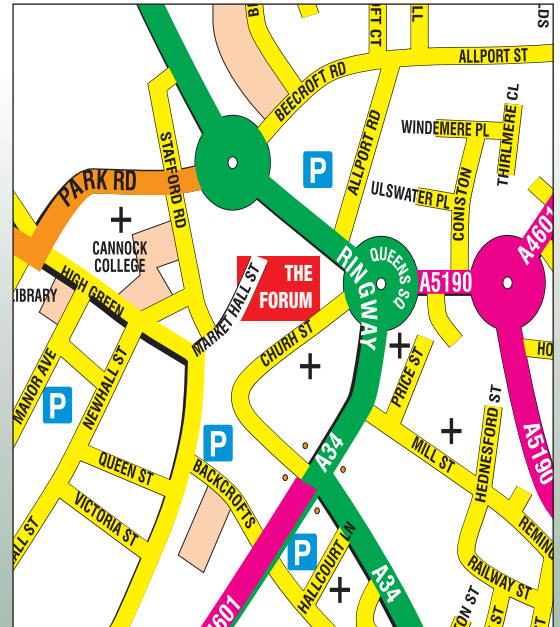 ALLPORT ST
BEECROFT RD
WINDEMERE PL
THIRLMERE CL
ALLPORT RD
STAFFORD RD
P
PARK RD
ULSWATER PL
CONISTON
A4601
CANNOCK
COLLEGE
RINGWAY
QUEENS SQ
A5190
HIGH GREEN
MARKET HALL ST
THE
FORUM
CHURH ST
MANOR AVE
NEWHALL ST
PRICE ST
P
P
MILL ST
HEDNESFORD ST
A5190
A34
QUEEN ST
BACKCROFTS
VICTORIA ST
P
HALLCOURT LN
A34
RAILWAY ST